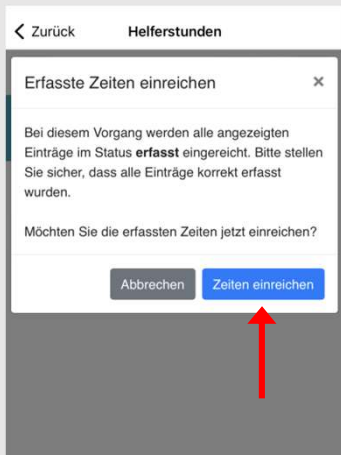 Zurück Helferstunden
Erfasste Zeiten einreichen ×
Bei diesem Vorgang werden alle angezeigten
Einträge im Status erfasst eingereicht. Bitte stellen
Sie sicher, dass alle Einträge korrekt erfasst
wurden.
Möchten Sie die erfassten Zeiten jetzt einreichen?
Abbrechen Zeiten einreichen